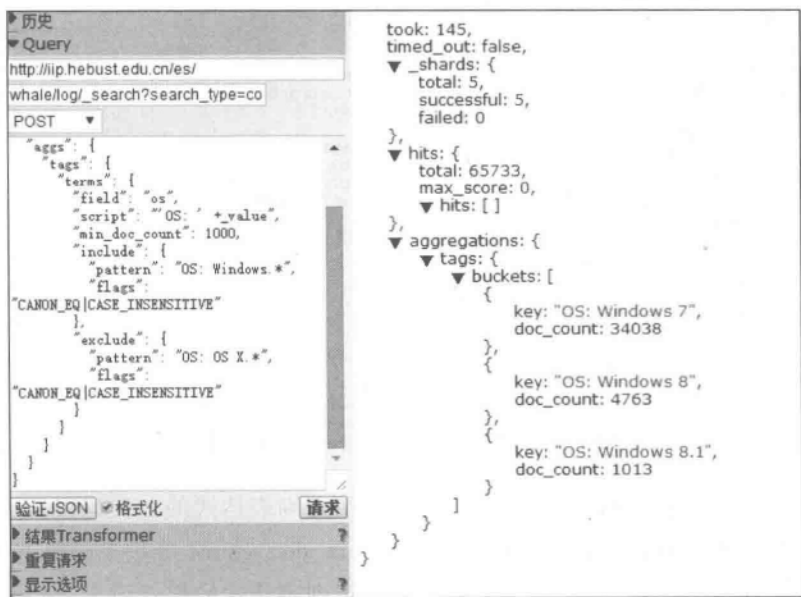 历史
Query
http://iip.hebust.edu.cn/es/
whale/log/_search?search_type=co
POST
"aggs": {
"tags": {
"terms": {
"field": "os",
"script": "'OS: ' +_value",
"min_doc_count": 1000,
"include": {
"pattern": "OS: Windows.*",
"flags":
"CANON_EQ|CASE_INSENSITIVE"
},
"exclude": {
"pattern": "OS: OS X.*",
"flags":
"CANON_EQ|CASE_INSENSITIVE"
}
}
}
}
}
验证JSON 格式化 请求
结果Transformer ?
重复请求
显示选项 ?
took: 145,
timed_out: false,
_shards: {
total: 5,
successful: 5,
failed: 0
},
hits: {
total: 65733,
max_score: 0,
hits: [ ]
},
aggregations: {
tags: {
buckets: [
{
key: "OS: Windows 7",
doc_count: 34038
},
{
key: "OS: Windows 8",
doc_count: 4763
},
{
key: "OS: Windows 8.1",
doc_count: 1013
}
]
}
}
}